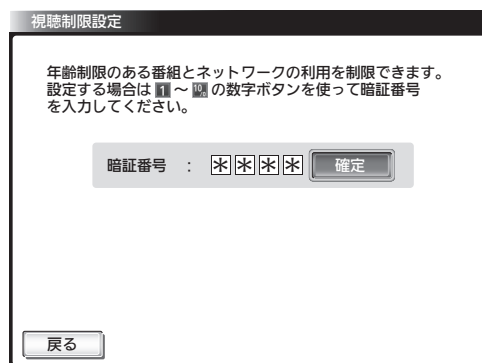 視聴制限設定
年齢制限のある番組とネットワークの利用を制限できます。
設定する場合は 1 ~ 10/0 の数字ボタンを使って暗証番号
を入力してください。
暗証番号 : * * * * 確定
戻る